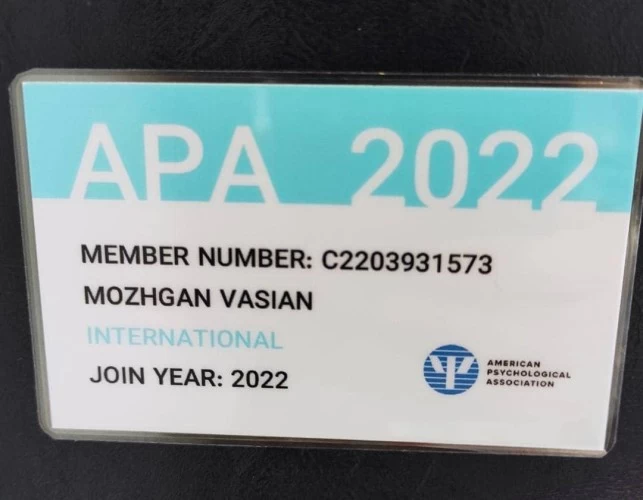 APA 2022
MEMBER NUMBER: C2203931573
MOZHGAN VASIAN
INTERNATIONAL
JOIN YEAR: 2022
AMERICAN
PSYCHOLOGICAL
ASSOCIATION